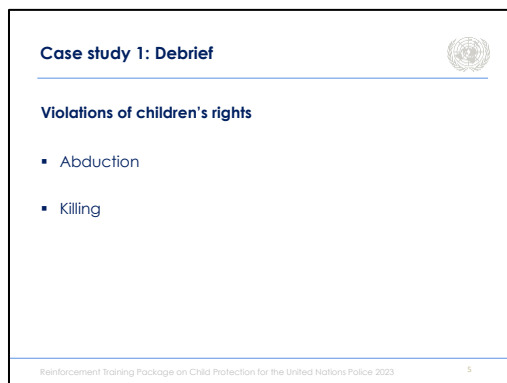 Case study 1: Debrief
Violations of children's rights
▪ Abduction
▪ Killing
Reinforcement Training Package on Child Protection for the United Nations Police 2023
5